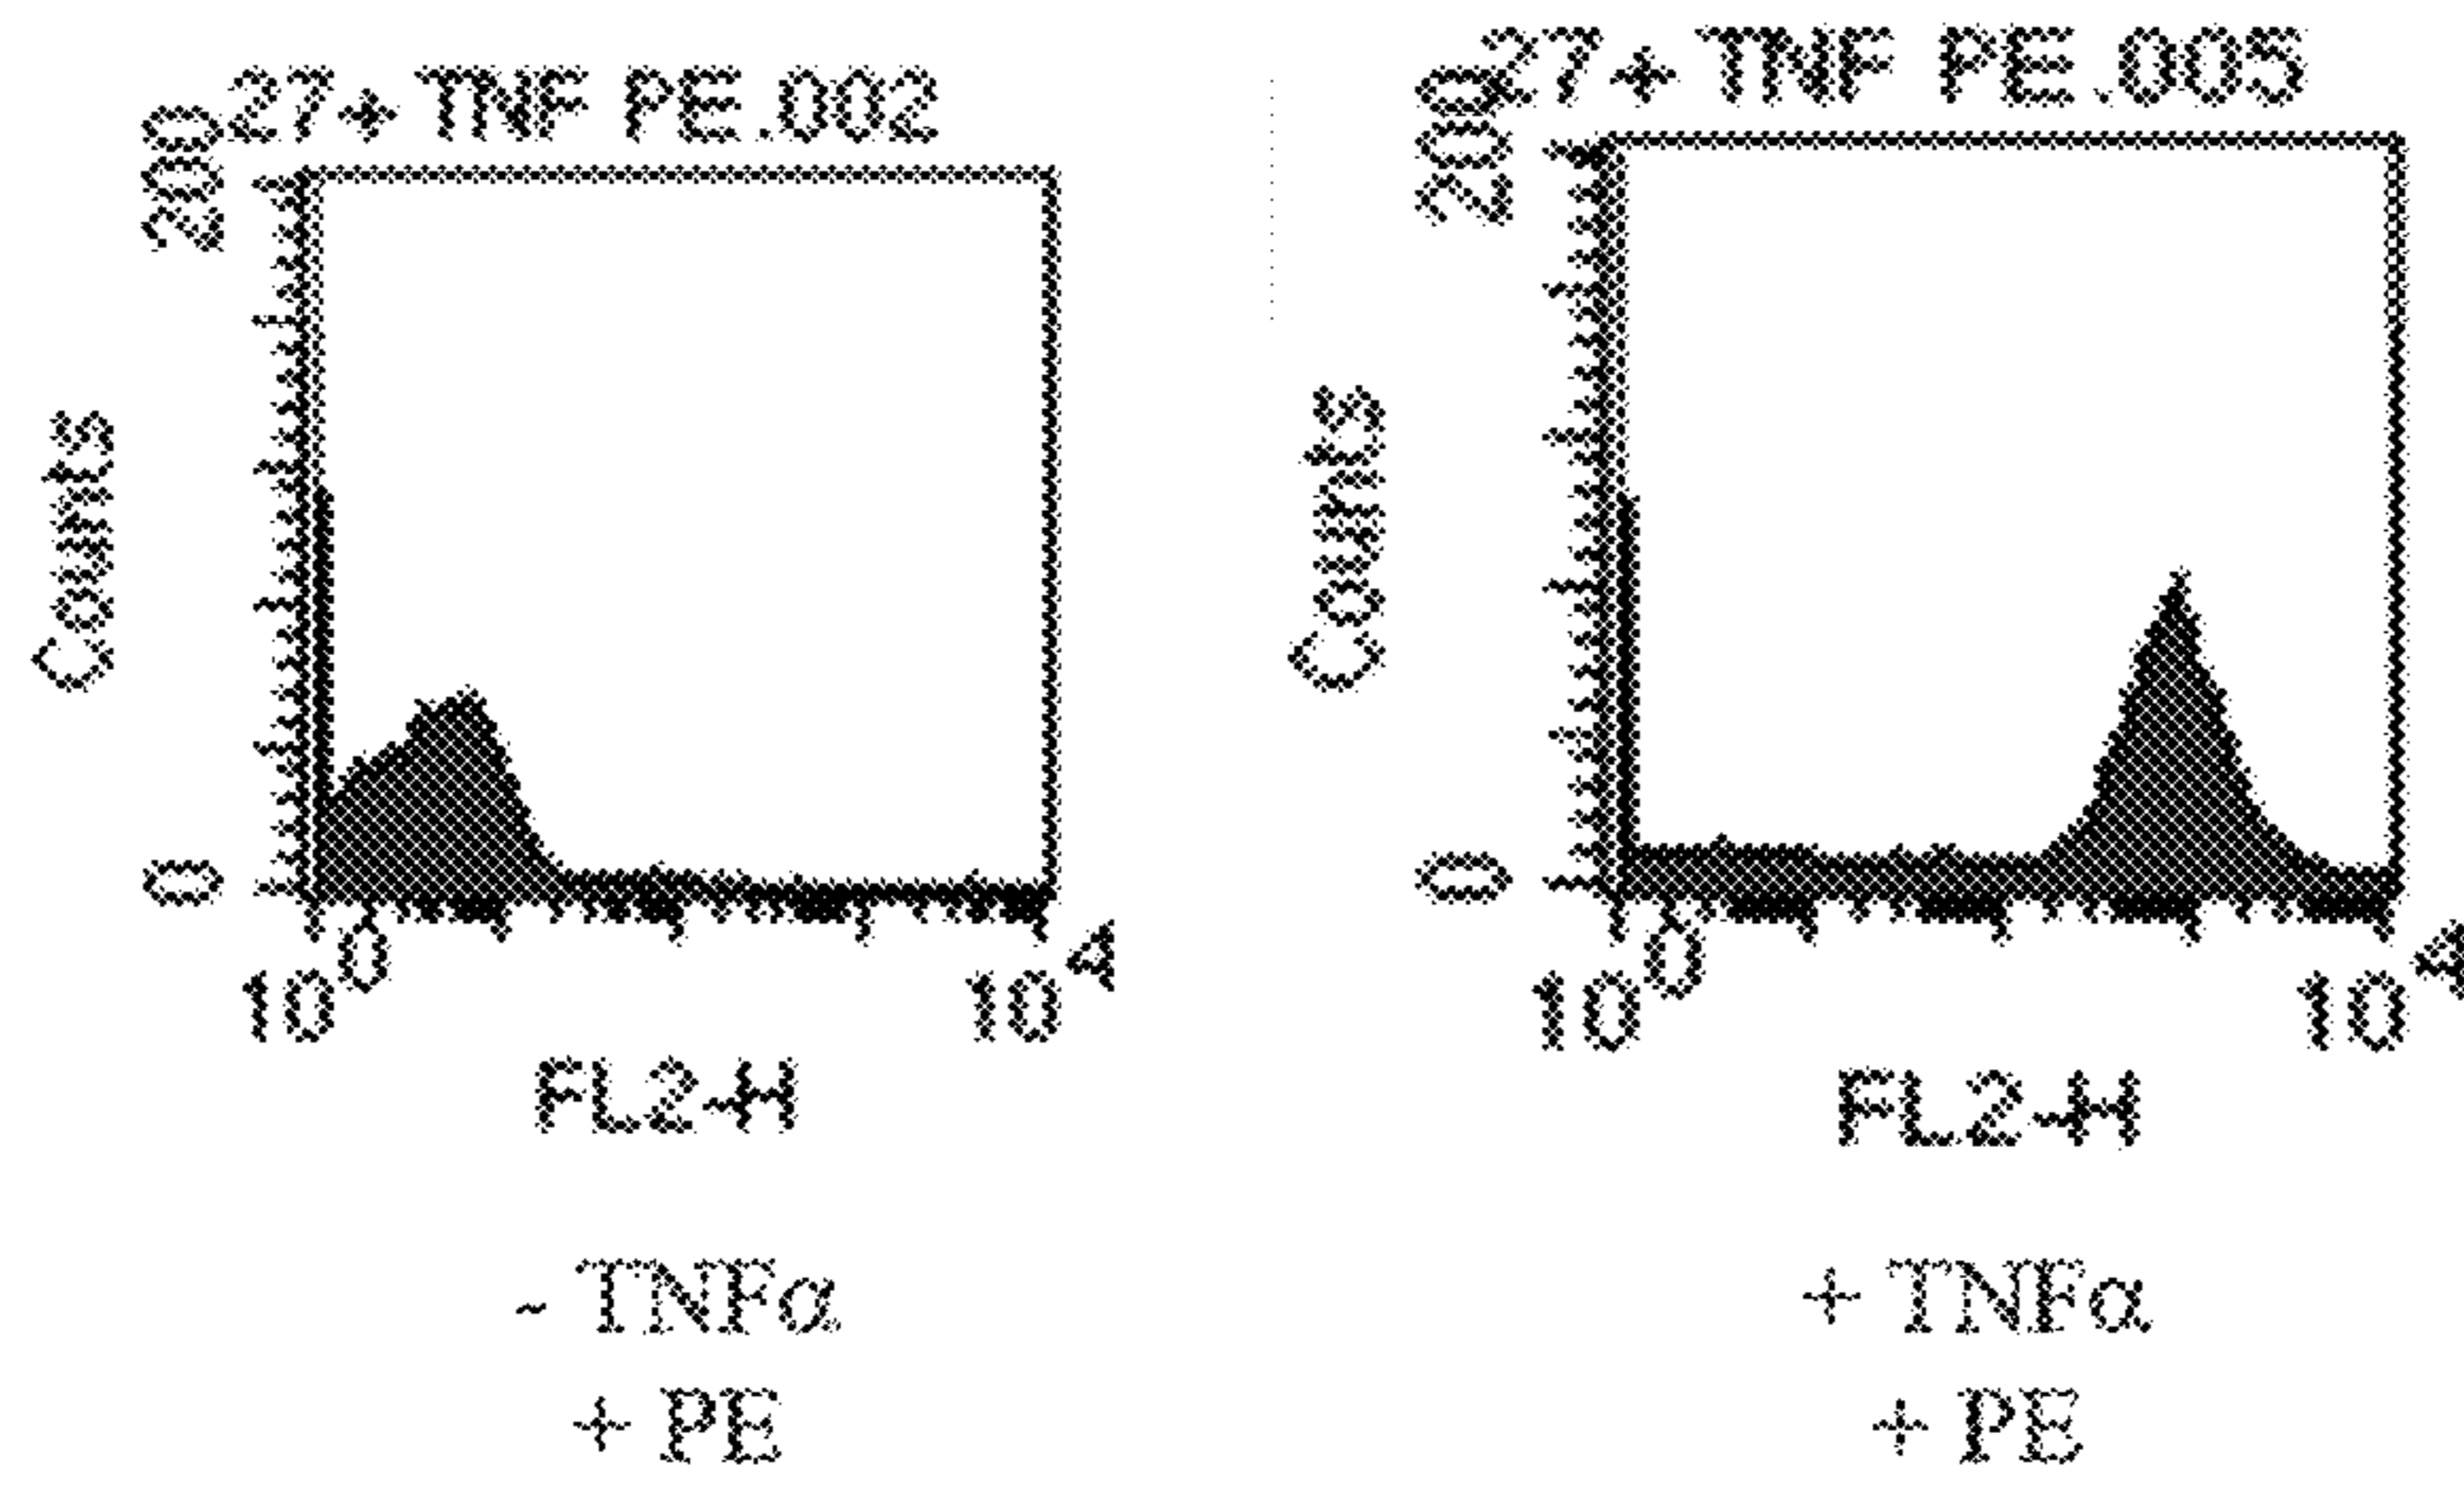 27+ TNF PE.002
200
Counts
0
10^0
10^4
FL2-H
- TNFα
+ PE
27+ TNF PE.005
200
Counts
0
10^0
10^4
FL2-H
+ TNFα
+ PE